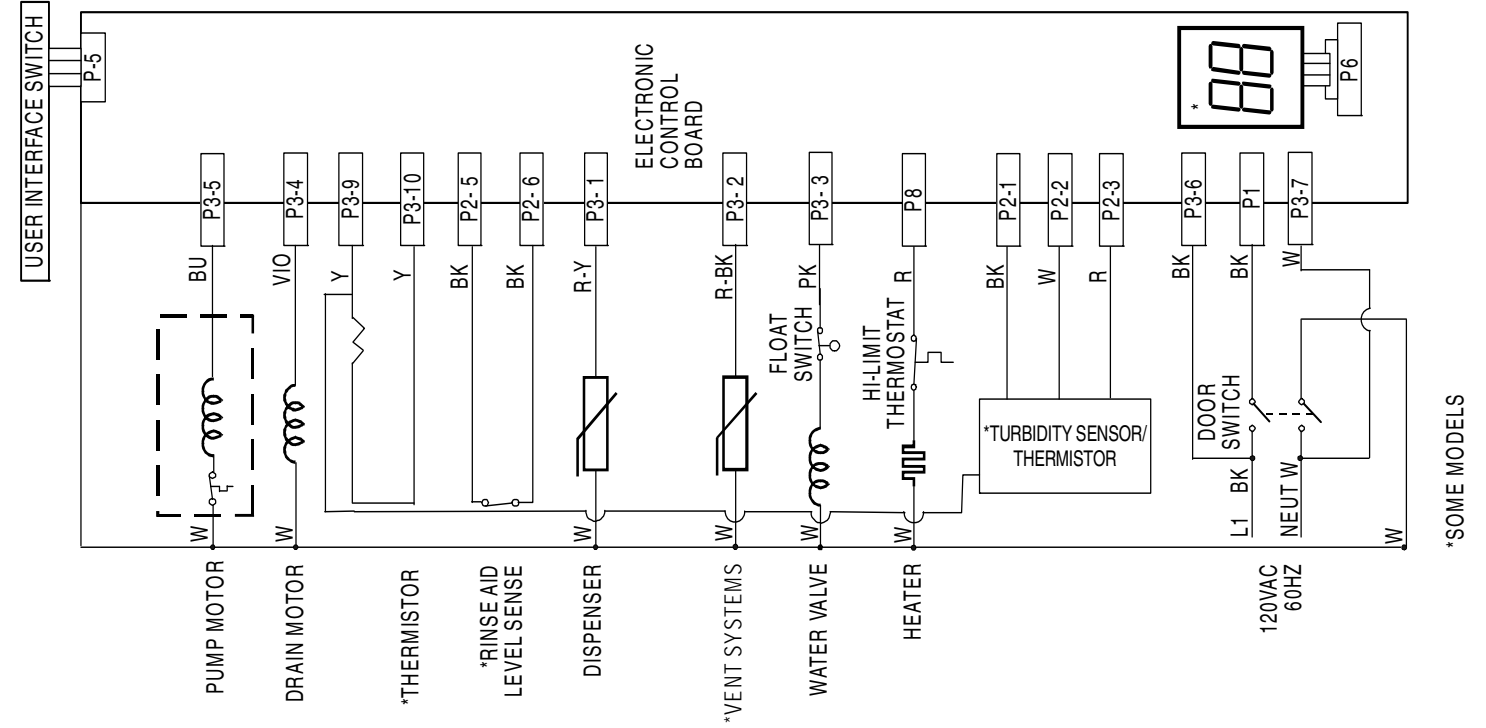 USER INTERFACE SWITCH
P-5
ELECTRONIC
CONTROL
BOARD
*
P6
P3-5
P3-4
P3-9
P3-10
P2- 5
P2- 6
P3- 1
P3- 2
P3- 3
P8
P2-1
P2-2
P2-3
P3-6
P1
P3-7
BU
VIO
Y
Y
BK
BK
R-Y
R-BK
PK
R
BK
W
R
BK
BK
W
FLOAT
SWITCH
HI-LIMIT
THERMOSTAT
*TURBIDITY SENSOR/
THERMISTOR
DOOR
SWITCH
W
W
W
W
W
W
L1 BK
NEUT W
W
PUMP MOTOR
DRAIN MOTOR
*THERMISTOR
*RINSE AID
LEVEL SENSE
DISPENSER
*VENT SYSTEMS
WATER VALVE
HEATER
120VAC
60HZ
*SOME MODELS